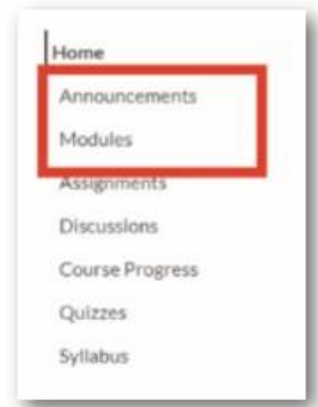 Home
Announcements
Modules
Assignments
Discussions
Course Progress
Quizzes
Syllabus